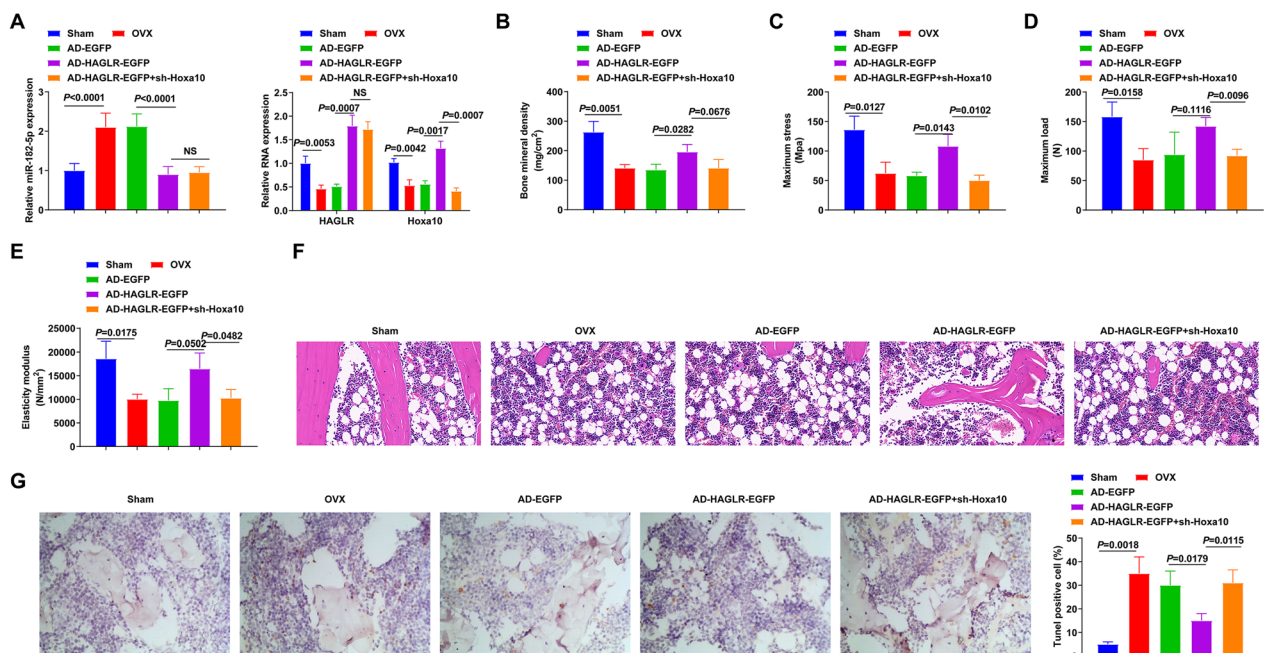 A
Sham OVX
AD-EGFP
AD-HAGLR-EGFP
AD-HAGLR-EGFP+sh-Hoxa10
Relative miR-182-5p expression
3
2
1
0
P<0.0001
P<0.0001
NS
Sham OVX
AD-EGFP
AD-HAGLR-EGFP
AD-HAGLR-EGFP+sh-Hoxa10
Relative RNA expression
2.5
2.0
1.5
1.0
0.5
0.0
P=0.0053
P=0.0007
NS
P=0.0042
P=0.0017
P=0.0007
HAGLR Hoxa10
B
Sham OVX
AD-EGFP
AD-HAGLR-EGFP
AD-HAGLR-EGFP+sh-Hoxa10
Bone mineral density
(mg/cm2)
400
300
200
100
0
P=0.0051
P=0.0282
P=0.0676
C
Sham OVX
AD-EGFP
AD-HAGLR-EGFP
AD-HAGLR-EGFP+sh-Hoxa10
Maximum stress
(Mpa)
200
150
100
50
0
P=0.0127
P=0.0143
P=0.0102
D
Sham OVX
AD-EGFP
AD-HAGLR-EGFP
AD-HAGLR-EGFP+sh-Hoxa10
Maximum load
(N)
200
150
100
50
0
P=0.0158
P=0.1116
P=0.0096
E
Sham OVX
AD-EGFP
AD-HAGLR-EGFP
AD-HAGLR-EGFP+sh-Hoxa10
Elasticity modulus
(N/mm2)
25000
20000
15000
10000
5000
0
P=0.0175
P=0.0502
P=0.0482
F
Sham OVX AD-EGFP AD-HAGLR-EGFP AD-HAGLR-EGFP+sh-Hoxa10
G
Sham OVX AD-EGFP AD-HAGLR-EGFP AD-HAGLR-EGFP+sh-Hoxa10
Sham OVX
AD-EGFP
AD-HAGLR-EGFP
AD-HAGLR-EGFP+sh-Hoxa10
Tunel positive cell (%)
50
40
30
20
10
P=0.0018
P=0.0179
P=0.0115